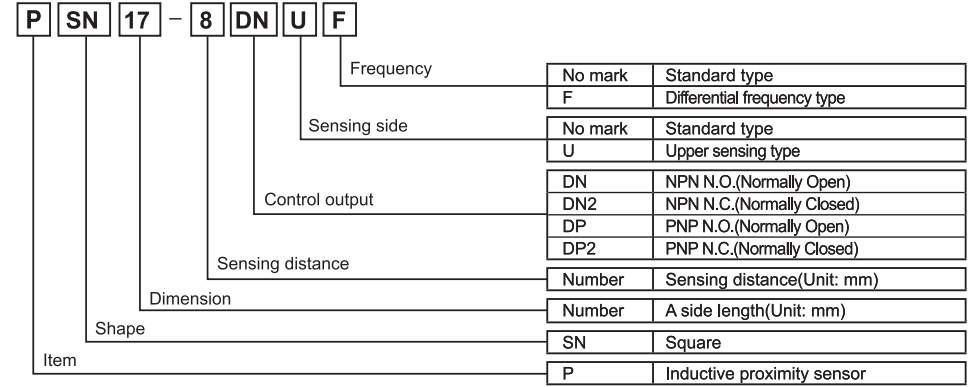 P SN 17 - 8 DN U F
Frequency
No mark Standard type
F Differential frequency type
Sensing side
No mark Standard type
U Upper sensing type
Control output
DN NPN N.O.(Normally Open)
DN2 NPN N.C.(Normally Closed)
DP PNP N.O.(Normally Open)
DP2 PNP N.C.(Normally Closed)
Sensing distance
Number Sensing distance(Unit: mm)
Dimension
Number A side length(Unit: mm)
Shape
SN Square
Item
P Inductive proximity sensor